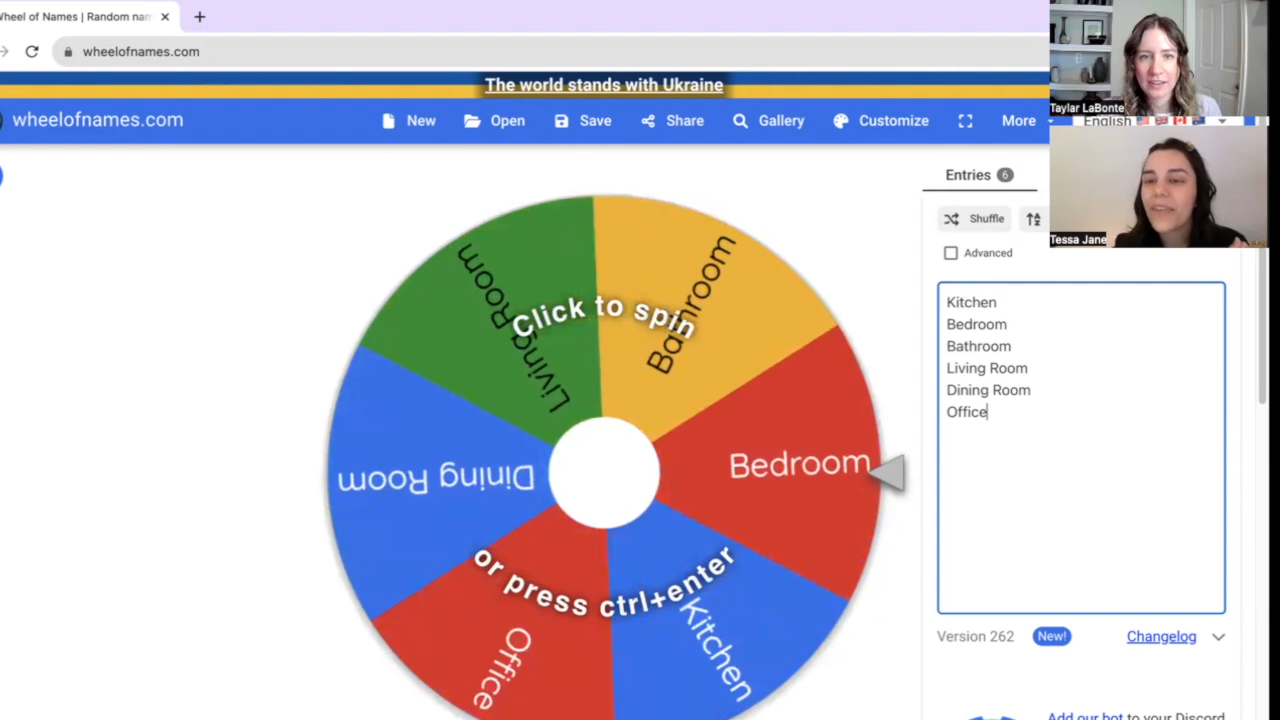 Wheel of Names | Random nam
wheelofnames.com
The world stands with Ukraine
wheelofnames.com
New
Open
Save
Share
Gallery
Customize
More
English
Taylar LaBonte
Tessa Jane
Entries 6
Shuffle
Advanced
Kitchen
Bedroom
Bathroom
Living Room
Dining Room
Office
Living Room
Bathroom
Click to spin
Bedroom
Dining Room
or press ctrl+enter
Office
Kitchen
Version 262
New!
Changelog
Add our bot to your Discord